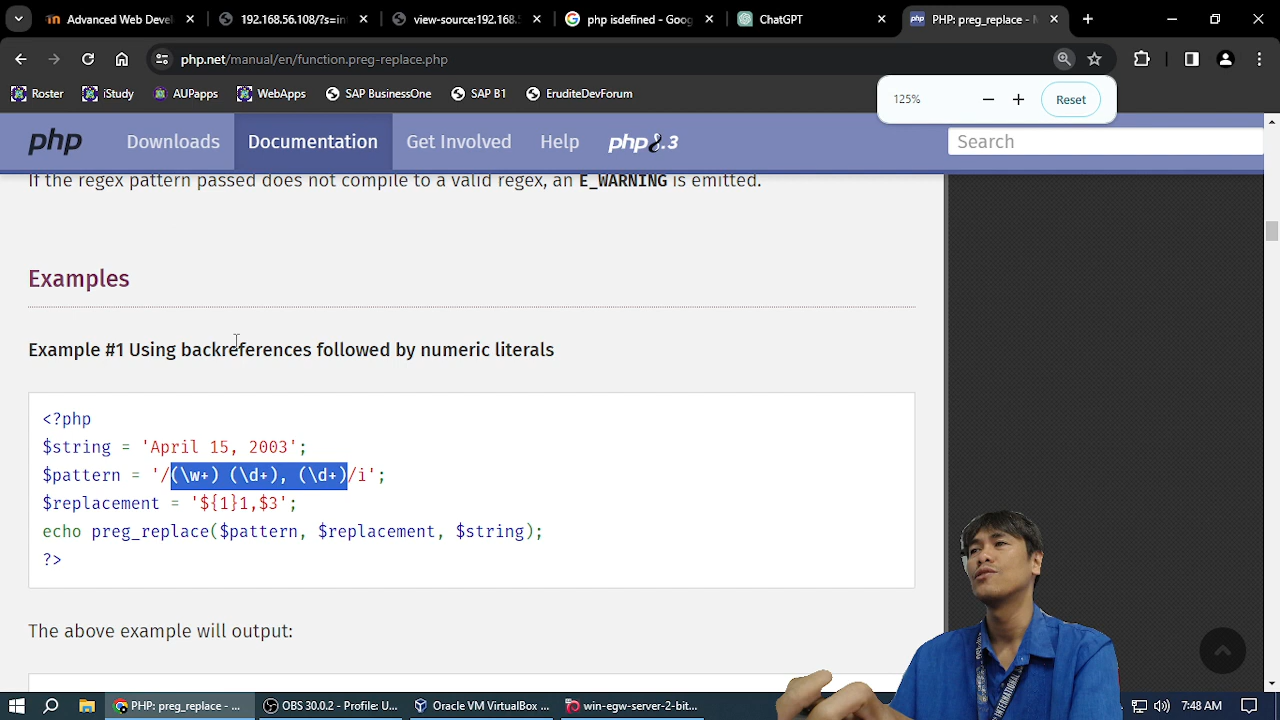 Advanced Web Devel
192.168.56.108/?s=in
view-source:192.168.
php isdefined - Goog
ChatGPT
php
PHP: preg_replace - M
php.net/manual/en/function.preg-replace.php
Roster
iStudy
AUPapps
WebApps
SAP BusinessOne
SAP B1
EruditeDevForum
125%
Reset
php
Downloads
Documentation
Get Involved
Help
php8.3
Search
If the regex pattern passed does not compile to a valid regex, an E_WARNING is emitted.
Examples
Example #1 Using backreferences followed by numeric literals
<?php
$string = 'April 15, 2003';
$pattern = '/(\w+) (\d+), (\d+)/i';
$replacement = '${1}1,$3';
echo preg_replace($pattern, $replacement, $string);
?>
The above example will output:
PHP: preg_replace - ...
OBS 30.0.2 - Profile: U...
Oracle VM VirtualBox ...
win-egw-server-2-bit...
7:48 AM